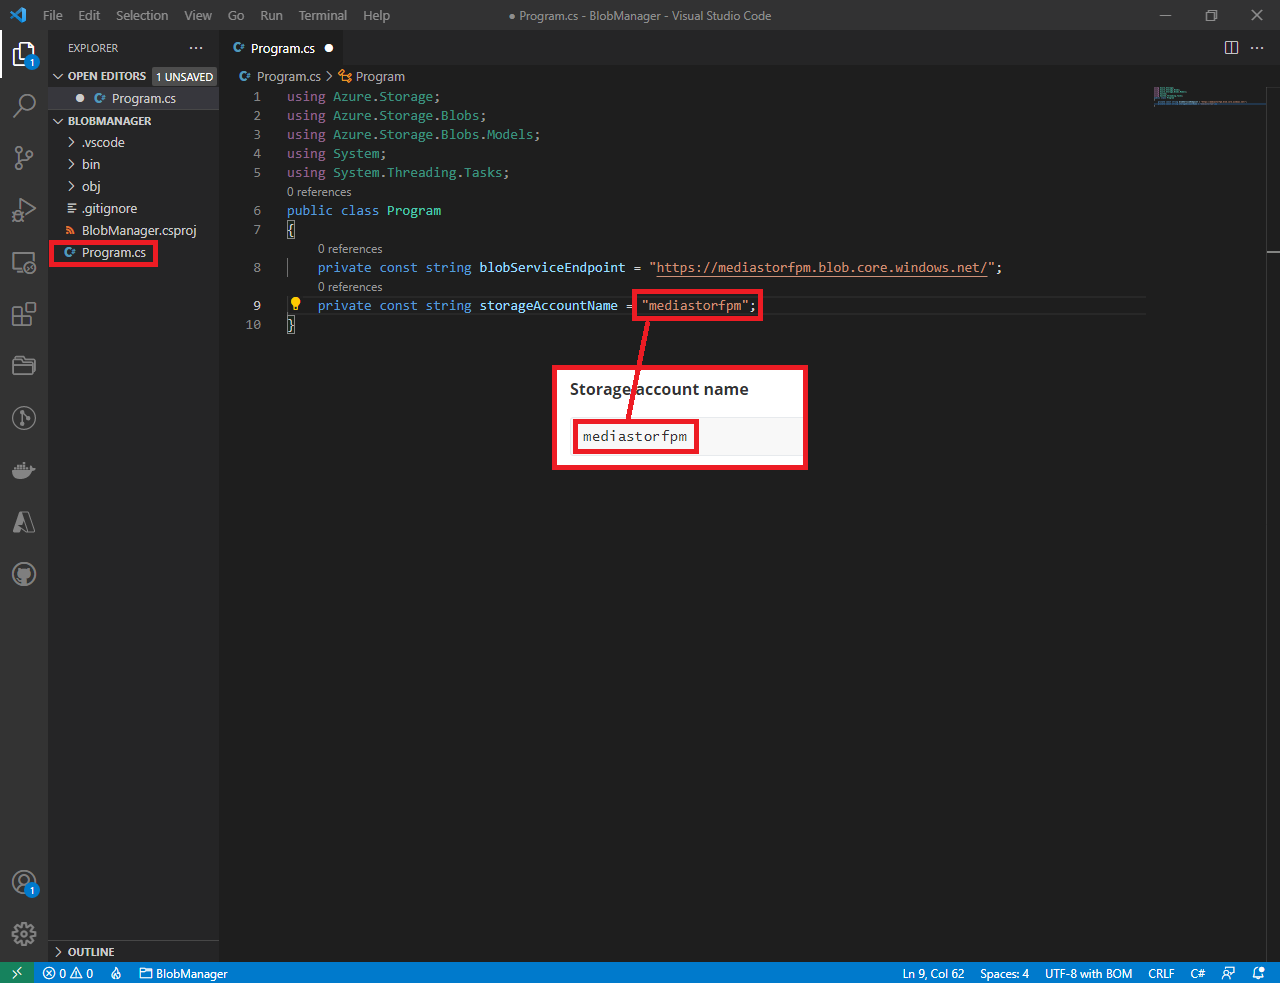 File Edit Selection View Go Run Terminal Help
● Program.cs - BlobManager - Visual Studio Code
EXPLORER
OPEN EDITORS 1 UNSAVED
Program.cs
BLOBMANAGER
.vscode
bin
obj
.gitignore
BlobManager.csproj
Program.cs
OUTLINE
Program.cs
Program.cs > Program
1 using Azure.Storage;
2 using Azure.Storage.Blobs;
3 using Azure.Storage.Blobs.Models;
4 using System;
5 using System.Threading.Tasks;
0 references
6 public class Program
7 {
0 references
8 private const string blobServiceEndpoint = "https://mediastorfpm.blob.core.windows.net/";
0 references
9 private const string storageAccountName = "mediastorfpm";
10 }
Storage account name
mediastorfpm
1
1
0 0 BlobManager Ln 9, Col 62 Spaces: 4 UTF-8 with BOM CRLF C#